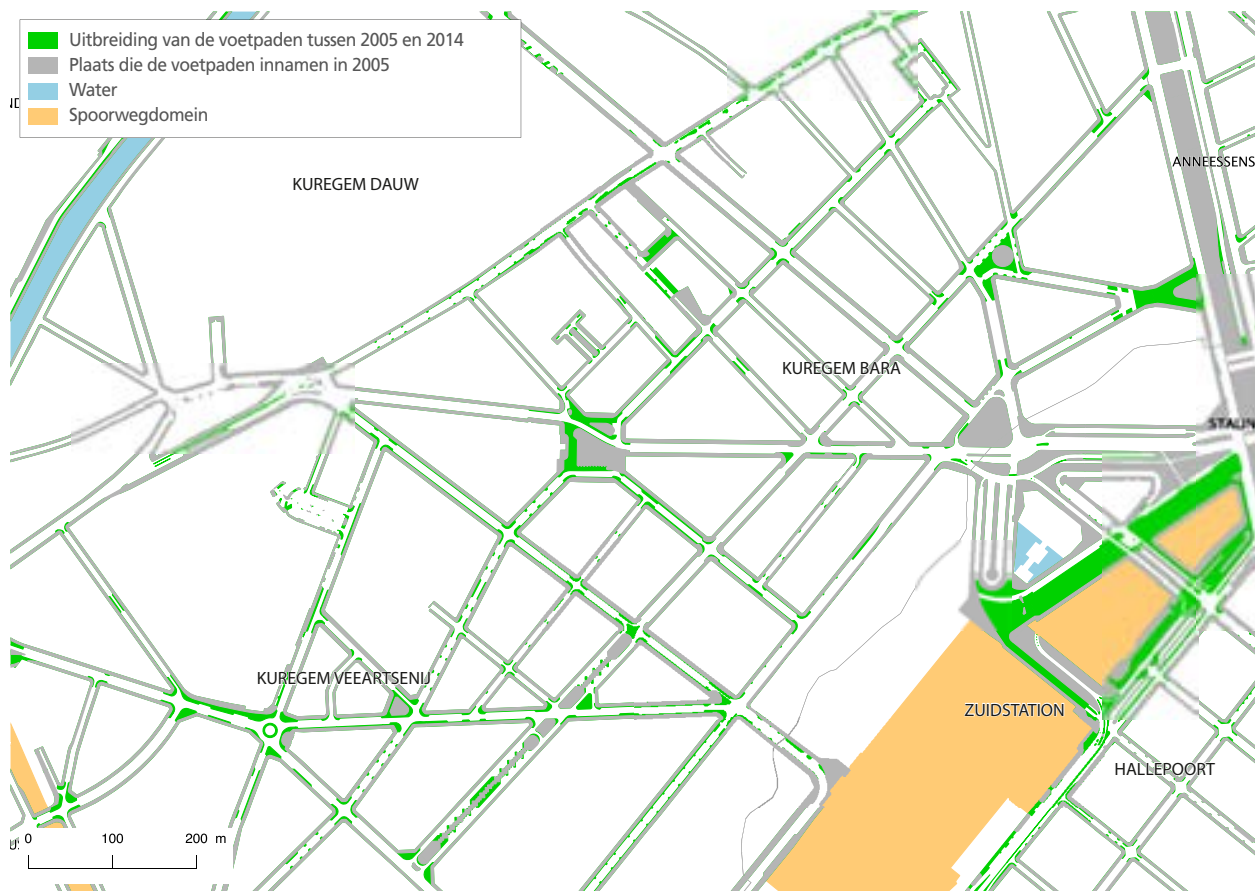 Uitbreiding van de voetpaden tussen 2005 en 2014
Plaats die de voetpaden innamen in 2005
Water
Spoorwegdomein
ANNEESSENS
KUREGEM DAUW
KUREGEM BARA
KUREGEM VEEARTSENIJ
ZUIDSTATION
HALLEPOORT
0 100 200 m